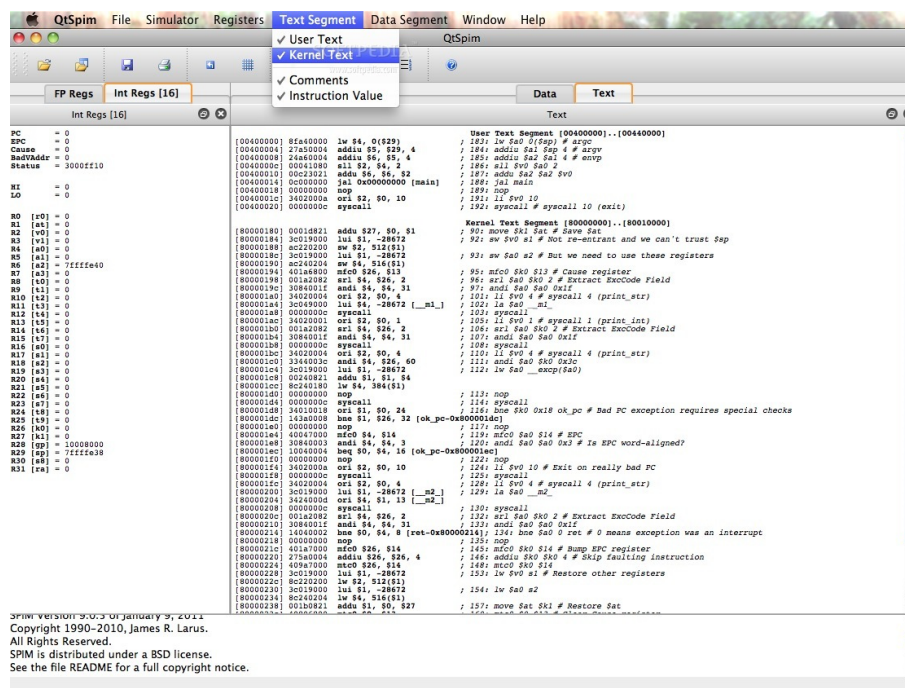 QtSpim File Simulator Registers Text Segment Data Segment Window Help
QtSpim
✓ User Text
✓ Kernel Text
✓ Comments
✓ Instruction Value
SOFTPEDIA
FP Regs Int Regs [16]
Data Text
Int Regs [16]
Text
PC = 0
EPC = 0
Cause = 0
BadVAddr = 0
Status = 3000ff10
HI = 0
LO = 0
R0 [r0] = 0
R1 [at] = 0
R2 [v0] = 0
R3 [v1] = 0
R4 [a0] = 0
R5 [a1] = 0
R6 [a2] = 7ffffe40
R7 [a3] = 0
R8 [t0] = 0
R9 [t1] = 0
R10 [t2] = 0
R11 [t3] = 0
R12 [t4] = 0
R13 [t5] = 0
R14 [t6] = 0
R15 [t7] = 0
R16 [s0] = 0
R17 [s1] = 0
R18 [s2] = 0
R19 [s3] = 0
R20 [s4] = 0
R21 [s5] = 0
R22 [s6] = 0
R23 [s7] = 0
R24 [t8] = 0
R25 [t9] = 0
R26 [k0] = 0
R27 [k1] = 0
R28 [gp] = 10008000
R29 [sp] = 7ffffe38
R30 [s8] = 0
R31 [ra] = 0
User Text Segment [00400000]..[00440000]
[00400000] 8fa40000 lw $4, 0($29) ; 183: lw $a0 0($sp) # argc
[00400004] 27a50004 addiu $5, $29, 4 ; 184: addiu $a1 $sp 4 # argv
[00400008] 24a60004 addiu $6, $5, 4 ; 185: addiu $a2 $a1 4 # envp
[0040000c] 00041080 sll $2, $4, 2 ; 186: sll $v0 $a0 2
[00400010] 00c23021 addu $6, $6, $2 ; 187: addu $a2 $a2 $v0
[00400014] 0c000000 jal 0x00000000 [main] ; 188: jal main
[00400018] 00000000 nop ; 189: nop
[0040001c] 3402000a ori $2, $0, 10 ; 191: li $v0 10
[00400020] 0000000c syscall ; 192: syscall # syscall 10 (exit)
Kernel Text Segment [80000000]..[80010000]
[80000180] 0001d821 addu $27, $0, $1 ; 90: move $k1 $at # Save $at
[80000184] 3c019000 lui $1, -28672 ; 92: sw $v0 s1 # Not re-entrant and we can't trust $sp
[80000188] ac220200 sw $2, 512($1)
[8000018c] 3c019000 lui $1, -28672 ; 93: sw $a0 s2 # But we need to use these registers
[80000190] ac240204 sw $4, 516($1)
[80000194] 401a6800 mfc0 $26, $13 ; 95: mfc0 $k0 $13 # Cause register
[80000198] 001a2082 srl $4, $26, 2 ; 96: srl $a0 $k0 2 # Extract ExcCode Field
[8000019c] 3084001f andi $4, $4, 31 ; 97: andi $a0 $a0 0x1f
[800001a0] 34020004 ori $2, $0, 4 ; 101: li $v0 4 # syscall 4 (print_str)
[800001a4] 3c049000 lui $4, -28672 [__m1_] ; 102: la $a0 __m1_
[800001a8] 0000000c syscall ; 103: syscall
[800001ac] 34020001 ori $2, $0, 1 ; 105: li $v0 1 # syscall 1 (print_int)
[800001b0] 001a2082 srl $4, $26, 2 ; 106: srl $a0 $k0 2 # Extract ExcCode Field
[800001b4] 3084001f andi $4, $4, 31 ; 107: andi $a0 $a0 0x1f
[800001b8] 0000000c syscall ; 108: syscall
[800001bc] 34020004 ori $2, $0, 4 ; 110: li $v0 4 # syscall 4 (print_str)
[800001c0] 3344003c andi $4, $26, 60 ; 111: andi $a0 $k0 0x3c
[800001c4] 3c019000 lui $1, -28672 ; 112: lw $a0 __excp($a0)
[800001c8] 00240821 addu $1, $1, $4
[800001cc] 8c240180 lw $4, 384($1)
[800001d0] 00000000 nop ; 113: nop
[800001d4] 0000000c syscall ; 114: syscall
[800001d8] 34010018 ori $1, $0, 24 ; 116: bne $k0 0x18 ok_pc # Bad PC exception requires special checks
[800001dc] 143a0008 bne $1, $26, 32 [ok_pc-0x800001dc]
[800001e0] 00000000 nop ; 117: nop
[800001e4] 40047000 mfc0 $4, $14 ; 119: mfc0 $a0 $14 # EPC
[800001e8] 30840003 andi $4, $4, 3 ; 120: andi $a0 $a0 0x3 # Is EPC word-aligned?
[800001ec] 10040004 beq $0, $4, 16 [ok_pc-0x800001ec]
[800001f0] 00000000 nop ; 122: nop
[800001f4] 3402000a ori $2, $0, 10 ; 124: li $v0 10 # Exit on really bad PC
[800001f8] 0000000c syscall ; 125: syscall
[800001fc] 34020004 ori $2, $0, 4 ; 128: li $v0 4 # syscall 4 (print_str)
[80000200] 3c019000 lui $1, -28672 [__m2_] ; 129: la $a0 __m2_
[80000204] 3424000d ori $4, $1, 13 [__m2_]
[80000208] 0000000c syscall ; 130: syscall
[8000020c] 001a2082 srl $4, $26, 2 ; 132: srl $a0 $k0 2 # Extract ExcCode Field
[80000210] 3084001f andi $4, $4, 31 ; 133: andi $a0 $a0 0x1f
[80000214] 14040002 bne $0, $4, 8 [ret-0x80000214]; 134: bne $a0 0 ret # 0 means exception was an interrupt
[80000218] 00000000 nop ; 135: nop
[8000021c] 401a7000 mfc0 $26, $14 ; 145: mfc0 $k0 $14 # Bump EPC register
[80000220] 275a0004 addiu $26, $26, 4 ; 146: addiu $k0 $k0 4 # Skip faulting instruction
[80000224] 409a7000 mtc0 $26, $14 ; 148: mtc0 $k0 $14
[80000228] 3c019000 lui $1, -28672 ; 153: lw $v0 s1 # Restore other registers
[8000022c] 8c220200 lw $2, 512($1)
[80000230] 3c019000 lui $1, -28672 ; 154: lw $a0 s2
[80000234] 8c240204 lw $4, 516($1)
[80000238] 001b0821 addu $1, $0, $27 ; 157: move $at $k1 # Restore $at
SPIM Version 9.0.3 of January 9, 2011
Copyright 1990-2010, James R. Larus.
All Rights Reserved.
SPIM is distributed under a BSD license.
See the file README for a full copyright notice.